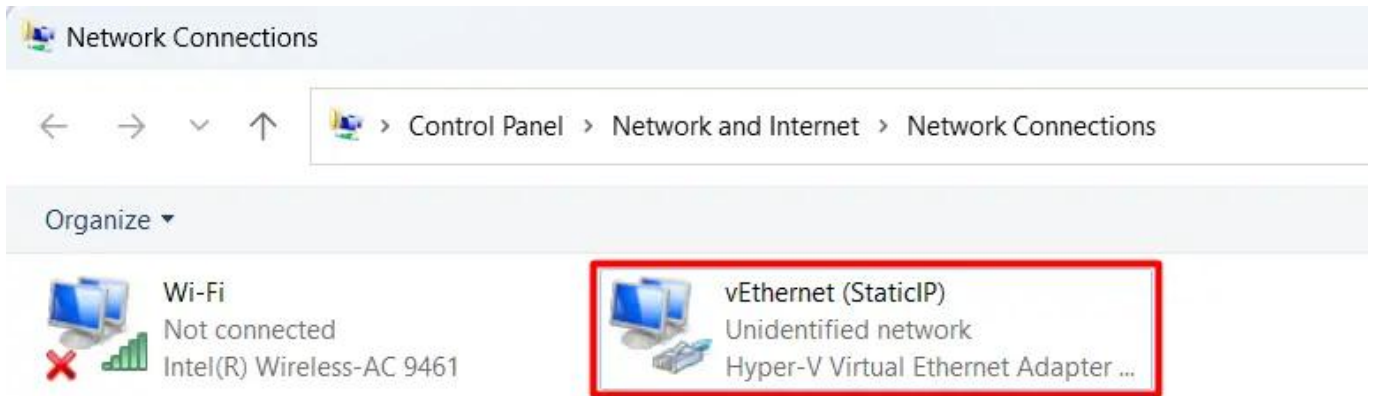 Network Connections
Control Panel > Network and Internet > Network Connections
Organize
Wi-Fi
Not connected
Intel(R) Wireless-AC 9461
vEthernet (StaticIP)
Unidentified network
Hyper-V Virtual Ethernet Adapter ...